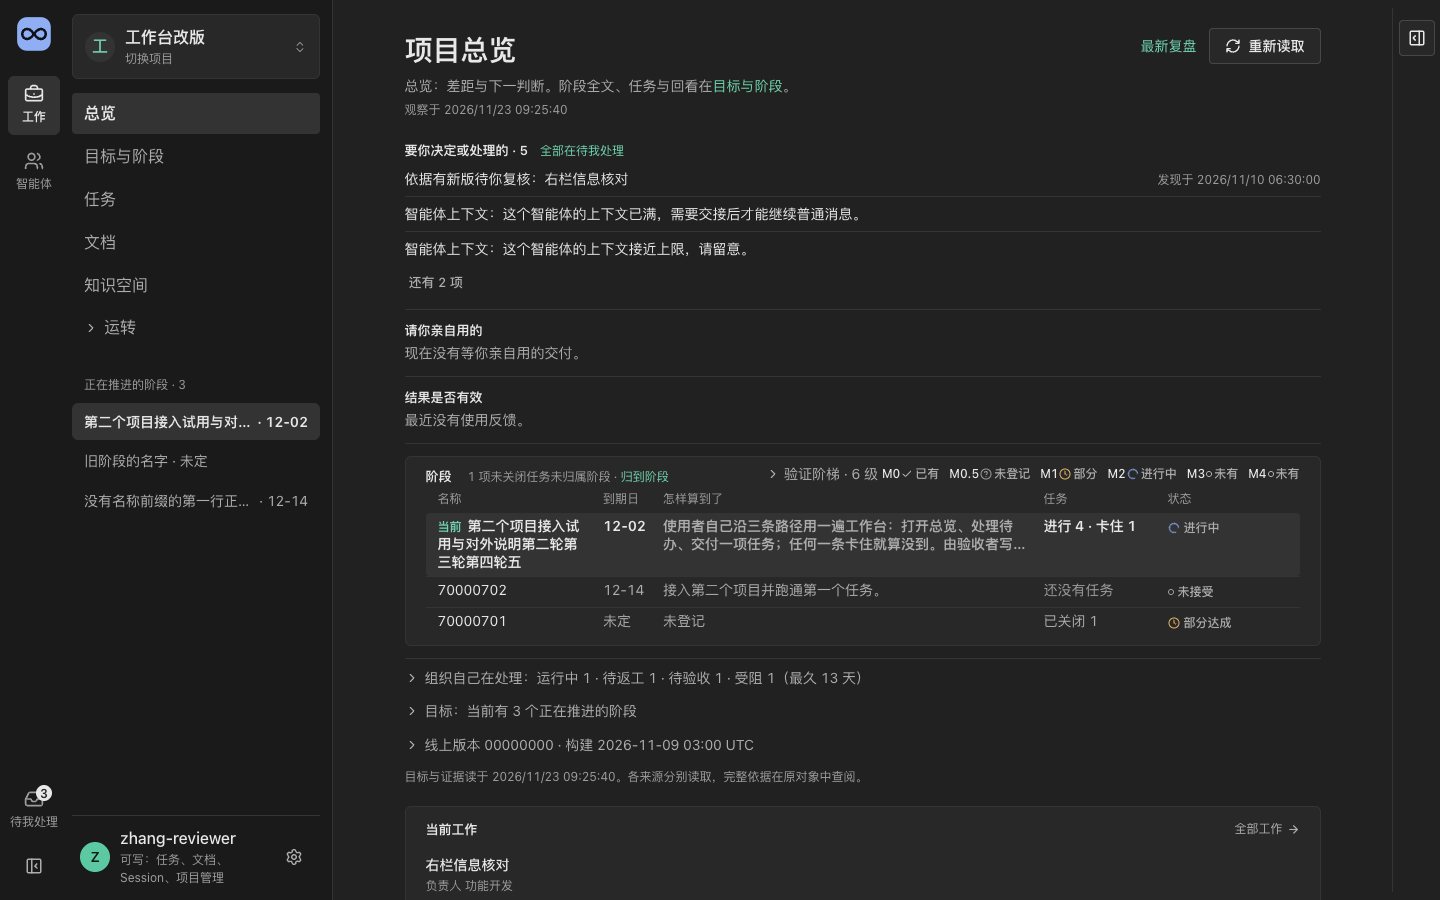 工作
智能体
3
待我处理
工 工作台改版
切换项目
总览
目标与阶段
任务
文档
知识空间
运转
正在推进的阶段 · 3
第二个项目接入试用与对... · 12-02
旧阶段的名字 · 未定
没有名称前缀的第一行正... · 12-14
Z zhang-reviewer
可写：任务、文档、
Session、项目管理
项目总览
最新复盘 重新读取
总览：差距与下一判断。阶段全文、任务与回看在目标与阶段。
观察于 2026/11/23 09:25:40
要你决定或处理的 · 5 全部在待我处理
依据有新版待你复核：右栏信息核对 发现于 2026/11/10 06:30:00
智能体上下文：这个智能体的上下文已满，需要交接后才能继续普通消息。
智能体上下文：这个智能体的上下文接近上限，请留意。
还有 2 项
请你亲自用的
现在没有等你亲自用的交付。
结果是否有效
最近没有使用反馈。
阶段 1 项未关闭任务未归属阶段 · 归到阶段 验证阶梯 · 6 级 M0 已有 M0.5 未登记 M1 部分 M2 进行中 M3 未有 M4 未有
名称 到期日 怎样算到了 任务 状态
当前 第二个项目接入试 12-02 使用者自己沿三条路径用一遍工作台：打开总览、处理待 进行 4 · 卡住 1 进行中
用与对外说明第二轮第 办、交付一项任务；任何一条卡住就算没到。由验收者写...
三轮第四轮五
70000702 12-14 接入第二个项目并跑通第一个任务。 还没有任务 未接受
70000701 未定 未登记 已关闭 1 部分达成
组织自己在处理：运行中 1 · 待返工 1 · 待验收 1 · 受阻 1（最久 13 天）
目标：当前有 3 个正在推进的阶段
线上版本 00000000 · 构建 2026-11-09 03:00 UTC
目标与证据读于 2026/11/23 09:25:40。各来源分别读取，完整依据在原对象中查阅。
当前工作 全部工作
右栏信息核对
负责人 功能开发